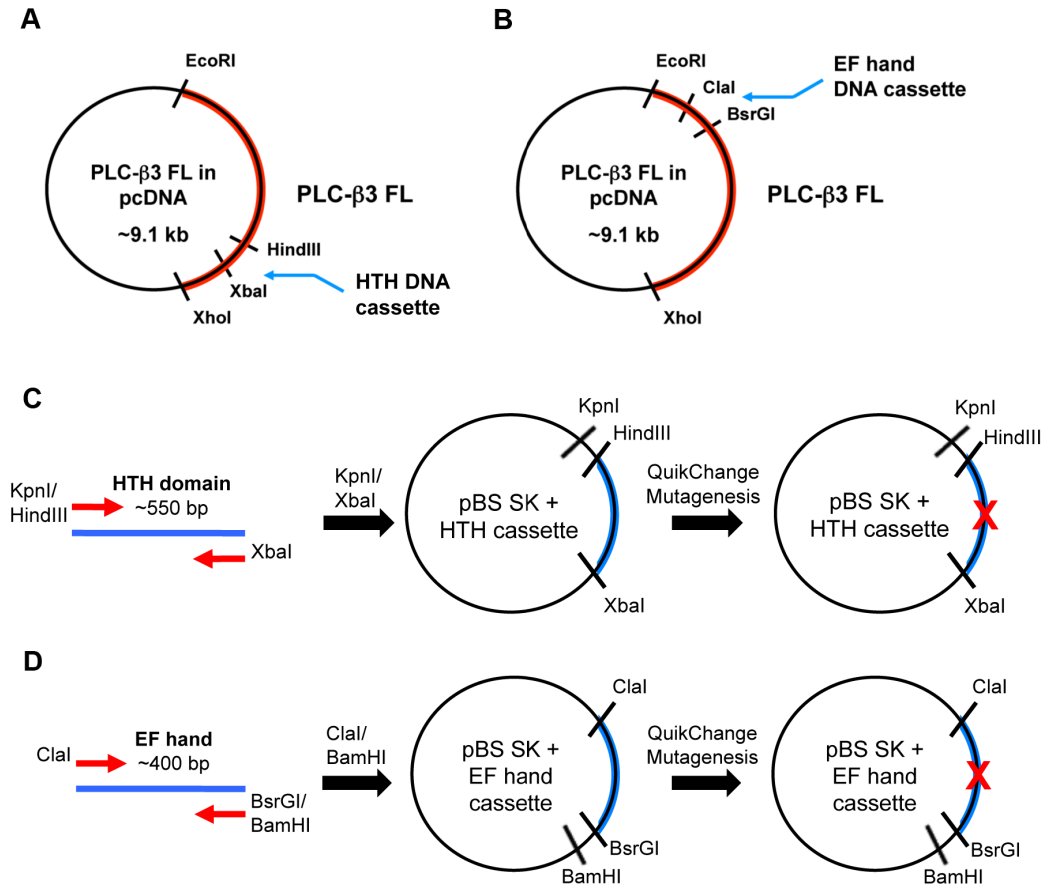 A
EcoRI
PLC-β3 FL in
pcDNA
~9.1 kb
PLC-β3 FL
HindIII
XbaI
XhoI
HTH DNA
cassette
B
EcoRI
ClaI
BsrGI
EF hand
DNA cassette
PLC-β3 FL in
pcDNA
~9.1 kb
PLC-β3 FL
XhoI
C
KpnI/
HindIII
HTH domain
~550 bp
XbaI
KpnI/
XbaI
KpnI
HindIII
pBS SK +
HTH cassette
XbaI
QuikChange
Mutagenesis
KpnI
HindIII
pBS SK +
HTH cassette
X
XbaI
D
ClaI
EF hand
~400 bp
BsrGI/
BamHI
ClaI/
BamHI
ClaI
pBS SK +
EF hand
cassette
BsrGI
BamHI
QuikChange
Mutagenesis
ClaI
pBS SK +
EF hand
cassette
X
BsrGI
BamHI